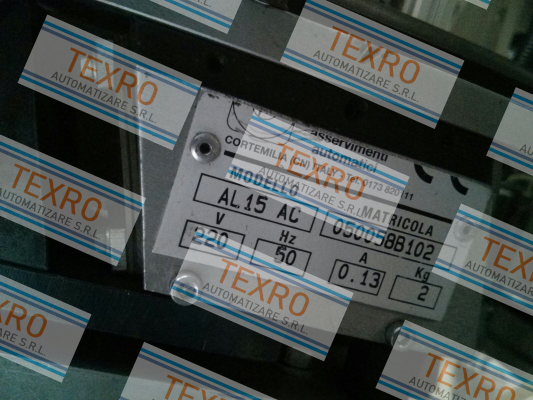 TEXRO
AUTOMATIZARE S.R.L.
TEXRO
AUTOMATIZARE S.R.L.
asservimenti
automatici
CORTEMILIA (CN) ITALY
MODELLO
MATRICOLA
AL15 AC
V
Hz
A
Kg
220
50
0.13
2
TEXRO
AUTOMATIZARE S.R.L.
TEXRO
AUTOMATIZARE S.R.L.
TEXRO
AUTOMATIZARE S.R.L.
TEXRO
AUTOMATIZARE S.R.L.
TEXRO
AUTOMATIZARE